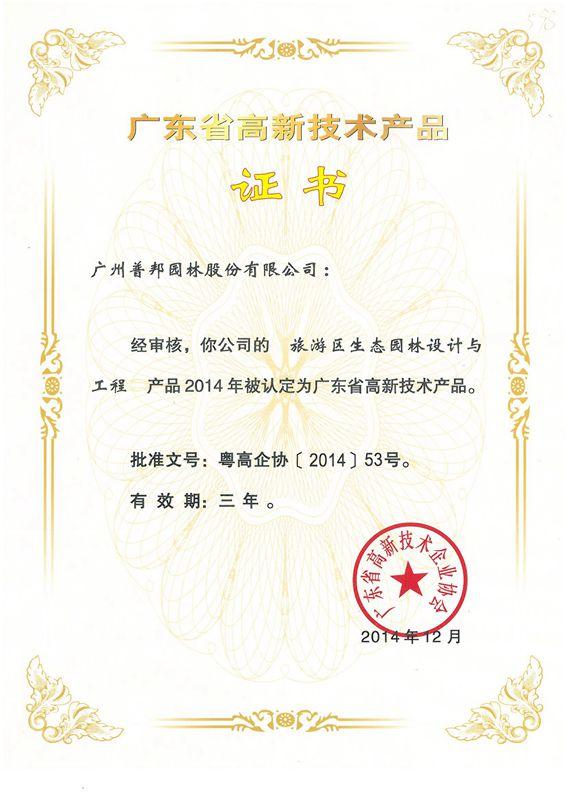 58
广东省高新技术产品
证书
广州普邦园林股份有限公司：
经审核，你公司的 旅游区生态园林设计与
工程 产品2014年被认定为广东省高新技术产品。
批准文号：粤高企协〔2014〕53号。
有效期：三年。
广东省高新技术企业协会
2014年12月